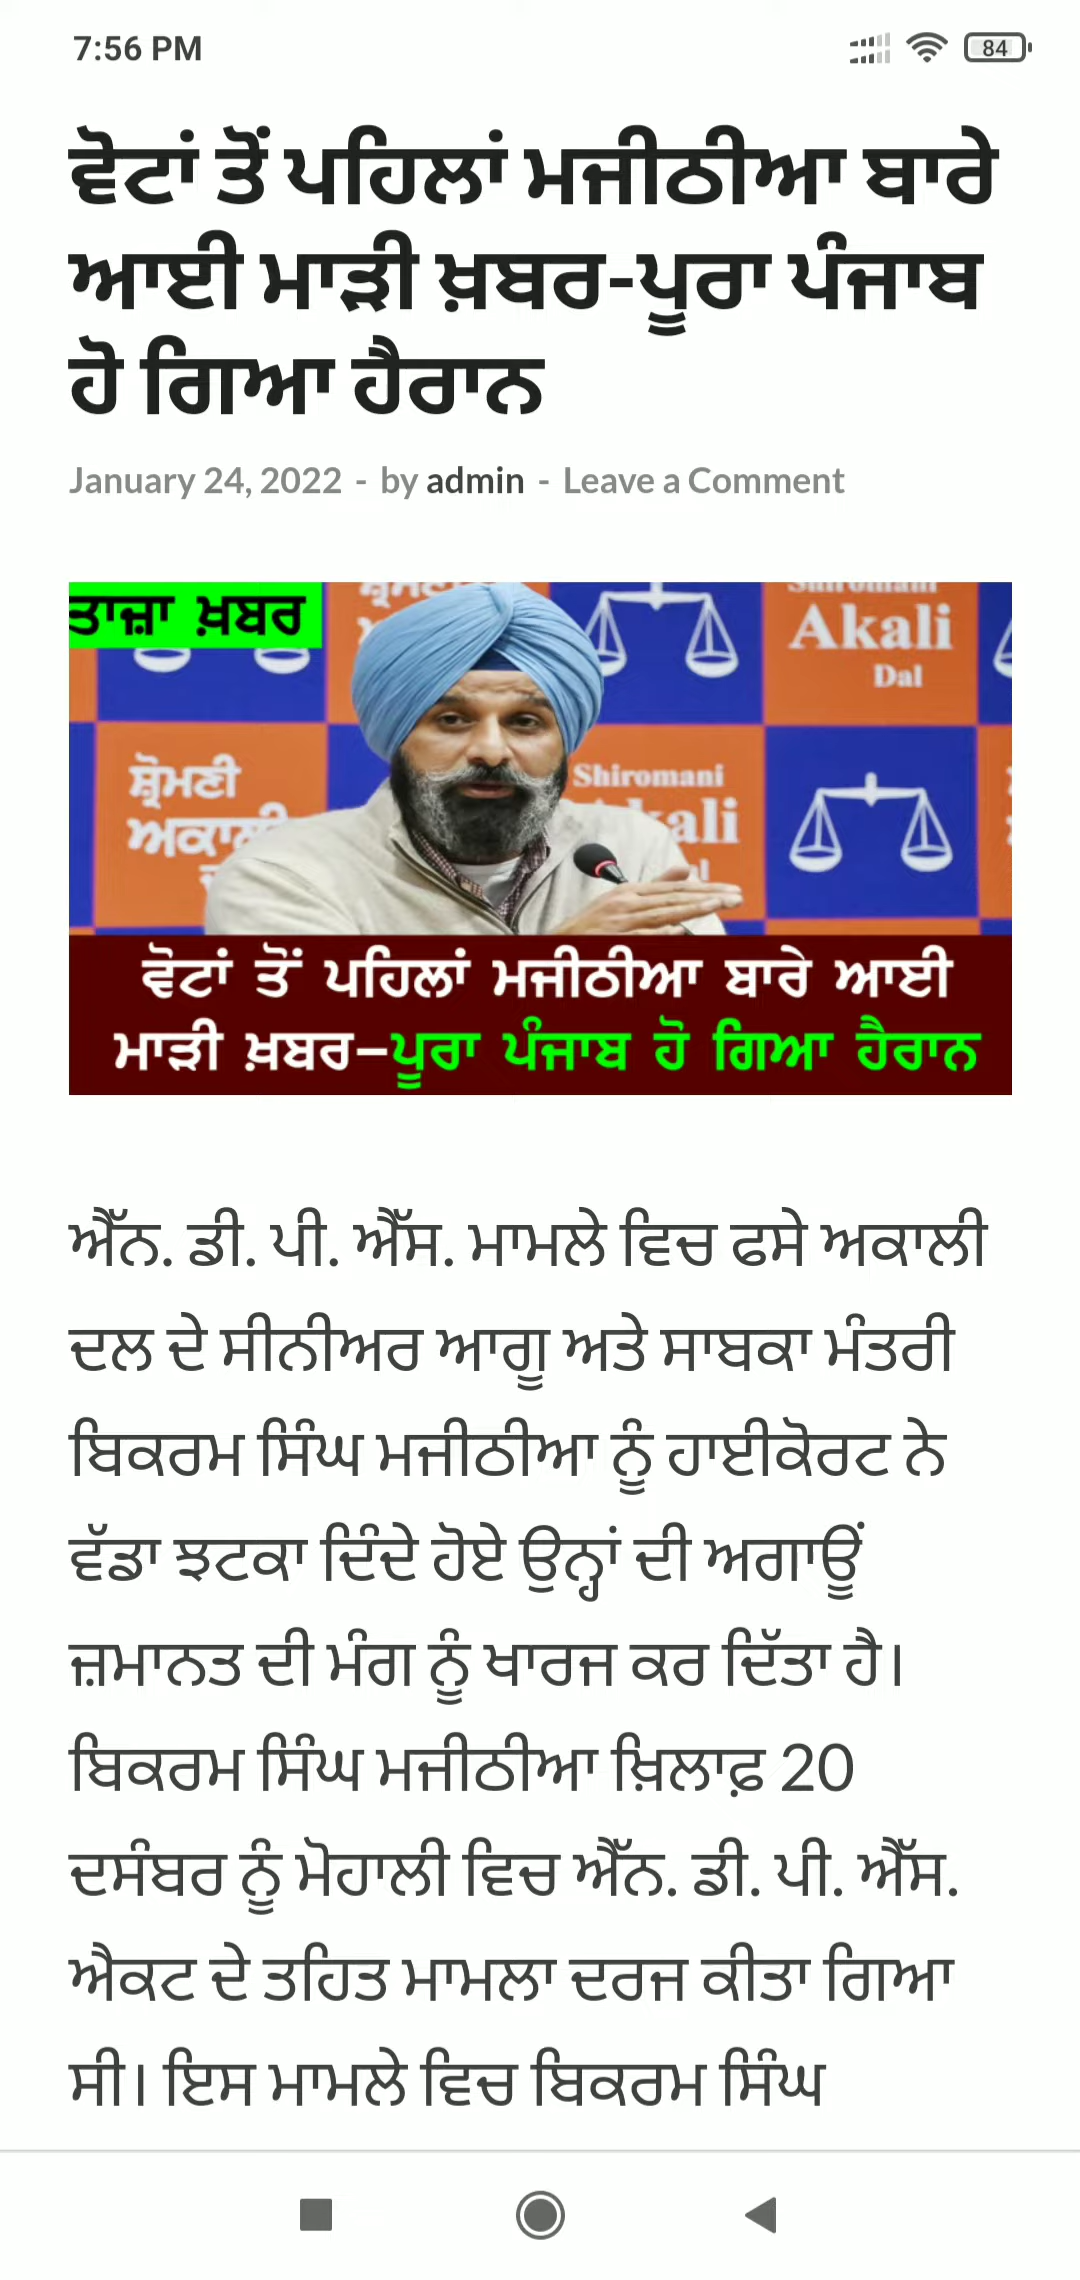 7:56 PM
84
ਵੋਟਾਂ ਤੋਂ ਪਹਿਲਾਂ ਮਜੀਠੀਆ ਬਾਰੇ
ਆਈ ਮਾੜੀ ਖ਼ਬਰ-ਪੂਰਾ ਪੰਜਾਬ
ਹੋ ਗਿਆ ਹੈਰਾਨ
January 24, 2022 - by admin - Leave a Comment
ਤਾਜ਼ਾ ਖ਼ਬਰ
Shiromani
Akali
Dal
ਸ਼੍ਰੋਮਣੀ
Shiromani
ਵੋਟਾਂ ਤੋਂ ਪਹਿਲਾਂ ਮਜੀਠੀਆ ਬਾਰੇ ਆਈ
ਮਾੜੀ ਖ਼ਬਰ–ਪੂਰਾ ਪੰਜਾਬ ਹੋ ਗਿਆ ਹੈਰਾਨ
ਐੱਨ. ਡੀ. ਪੀ. ਐੱਸ. ਮਾਮਲੇ ਵਿਚ ਫਸੇ ਅਕਾਲੀ
ਦਲ ਦੇ ਸੀਨੀਅਰ ਆਗੂ ਅਤੇ ਸਾਬਕਾ ਮੰਤਰੀ
ਬਿਕਰਮ ਸਿੰਘ ਮਜੀਠੀਆ ਨੂੰ ਹਾਈਕੋਰਟ ਨੇ
ਵੱਡਾ ਝਟਕਾ ਦਿੰਦੇ ਹੋਏ ਉਨ੍ਹਾਂ ਦੀ ਅਗਾਊਂ
ਜ਼ਮਾਨਤ ਦੀ ਮੰਗ ਨੂੰ ਖਾਰਜ ਕਰ ਦਿੱਤਾ ਹੈ।
ਬਿਕਰਮ ਸਿੰਘ ਮਜੀਠੀਆ ਖ਼ਿਲਾਫ਼ 20
ਦਸੰਬਰ ਨੂੰ ਮੋਹਾਲੀ ਵਿਚ ਐੱਨ. ਡੀ. ਪੀ. ਐੱਸ.
ਐਕਟ ਦੇ ਤਹਿਤ ਮਾਮਲਾ ਦਰਜ ਕੀਤਾ ਗਿਆ
ਸੀ। ਇਸ ਮਾਮਲੇ ਵਿਚ ਬਿਕਰਮ ਸਿੰਘ